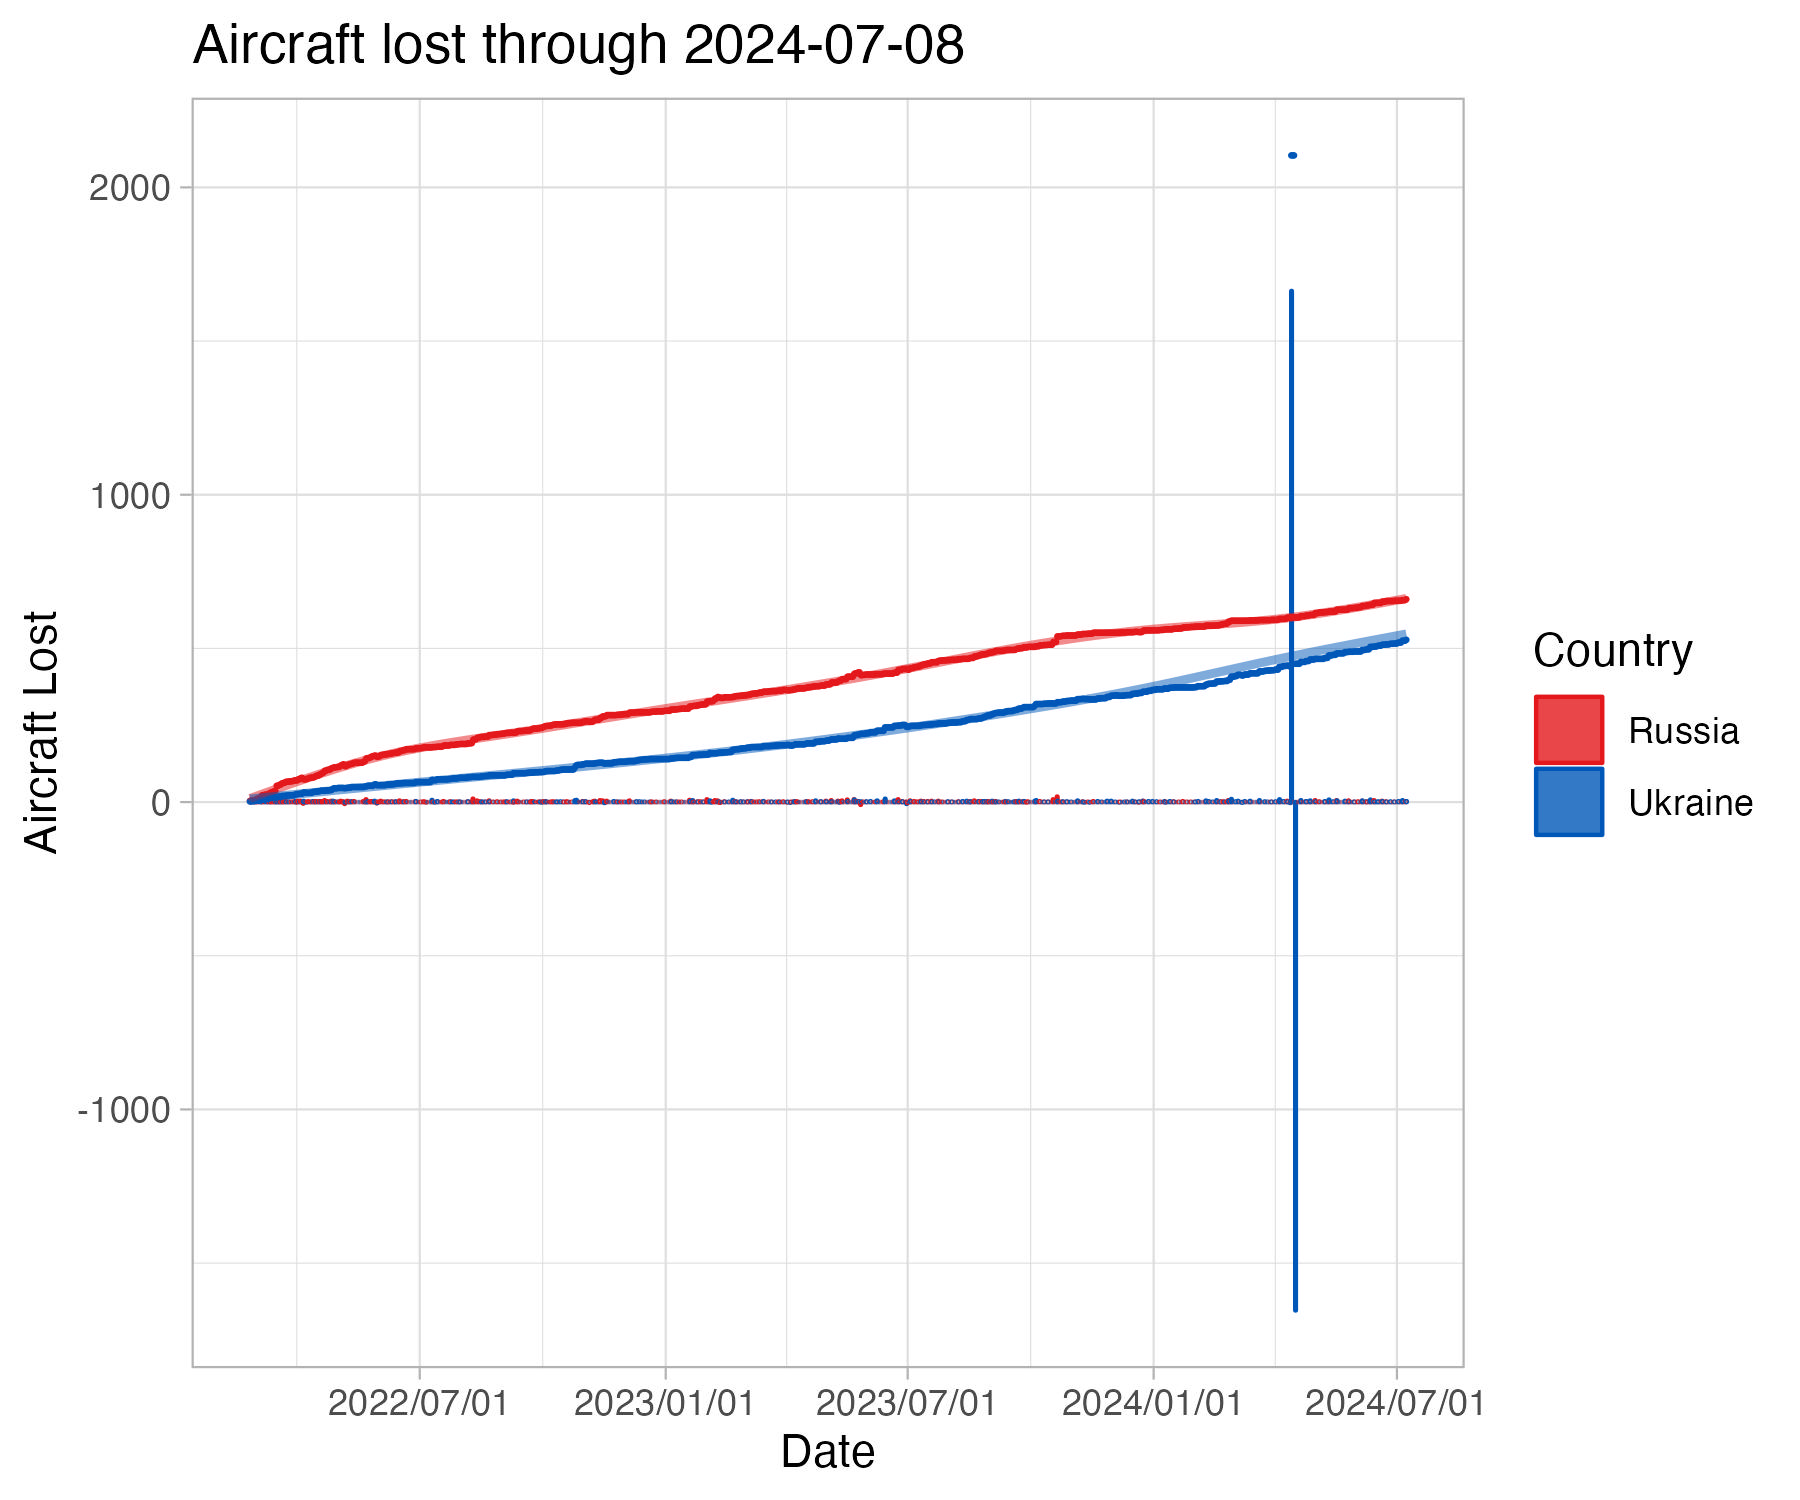 Aircraft lost through 2024-07-08
Aircraft Lost
2000
1000
0
-1000
2022/07/01 2023/01/01 2023/07/01 2024/01/01 2024/07/01
Date
Country
Russia
Ukraine